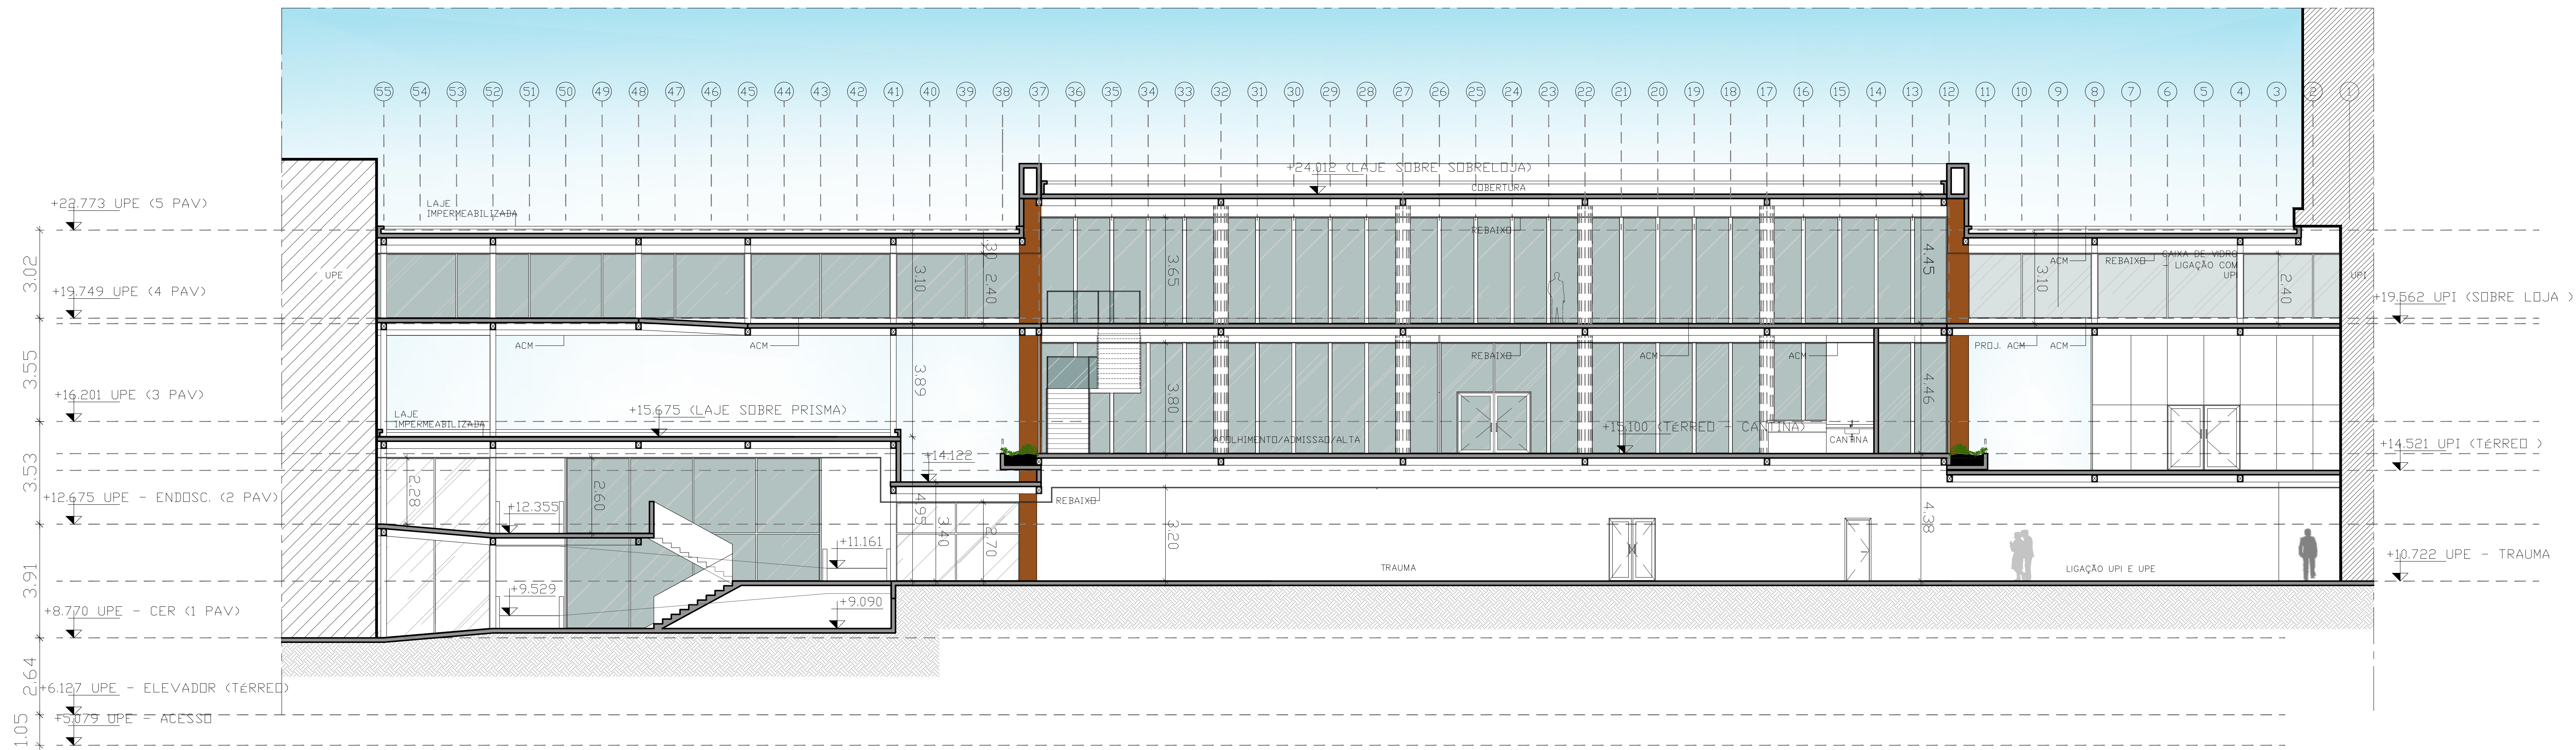 55 54 53 52 51 50 49 48 47 46 45 44 43 42 41 40 39 38 37 36 35 34 33 32 31 30 29 28 27 26 25 24 23 22 21 20 19 18 17 16 15 14 13 12 11 10 9 8 7 6 5 4 3 2 1
+24.012 (LAJE SOBRE SOBRELOJA)
COBERTURA
+22.773 UPE (5 PAV)
LAJE
IMPERMEABILIZADA
REBAIXO
3.02
UPE
3.10
.30
2.40
3.65
4.45
3.10
ACM
REBAIXO
CAIXA DE VIDRO
- LIGAÇÃO COM
UPI
2.40
UPI
+19.749 UPE (4 PAV)
+19.562 UPI (SOBRE LOJA )
ACM
ACM
REBAIXO
ACM
ACM
PROJ. ACM
ACM
3.55
3.89
3.80
4.46
+16.201 UPE (3 PAV)
LAJE
IMPERMEABILIZADA
+15.675 (LAJE SOBRE PRISMA)
+15.100 (TÉRREO - CANTINA)
ACOLHIMENTO/ADMISSÃO/ALTA
CANTINA
+14.521 UPI (TÉRREO )
+14.122
3.53
2.28
2.60
+12.675 UPE - ENDOSC. (2 PAV)
+12.355
4.95
3.40
2.70
REBAIXO
3.20
4.38
+11.161
+10.722 UPE - TRAUMA
TRAUMA
LIGAÇÃO UPI E UPE
3.91
+9.529
+9.090
+8.770 UPE - CER (1 PAV)
2.64
+6.127 UPE - ELEVADOR (TÉRREO)
+5.079 UPE - ACESSO
1.05